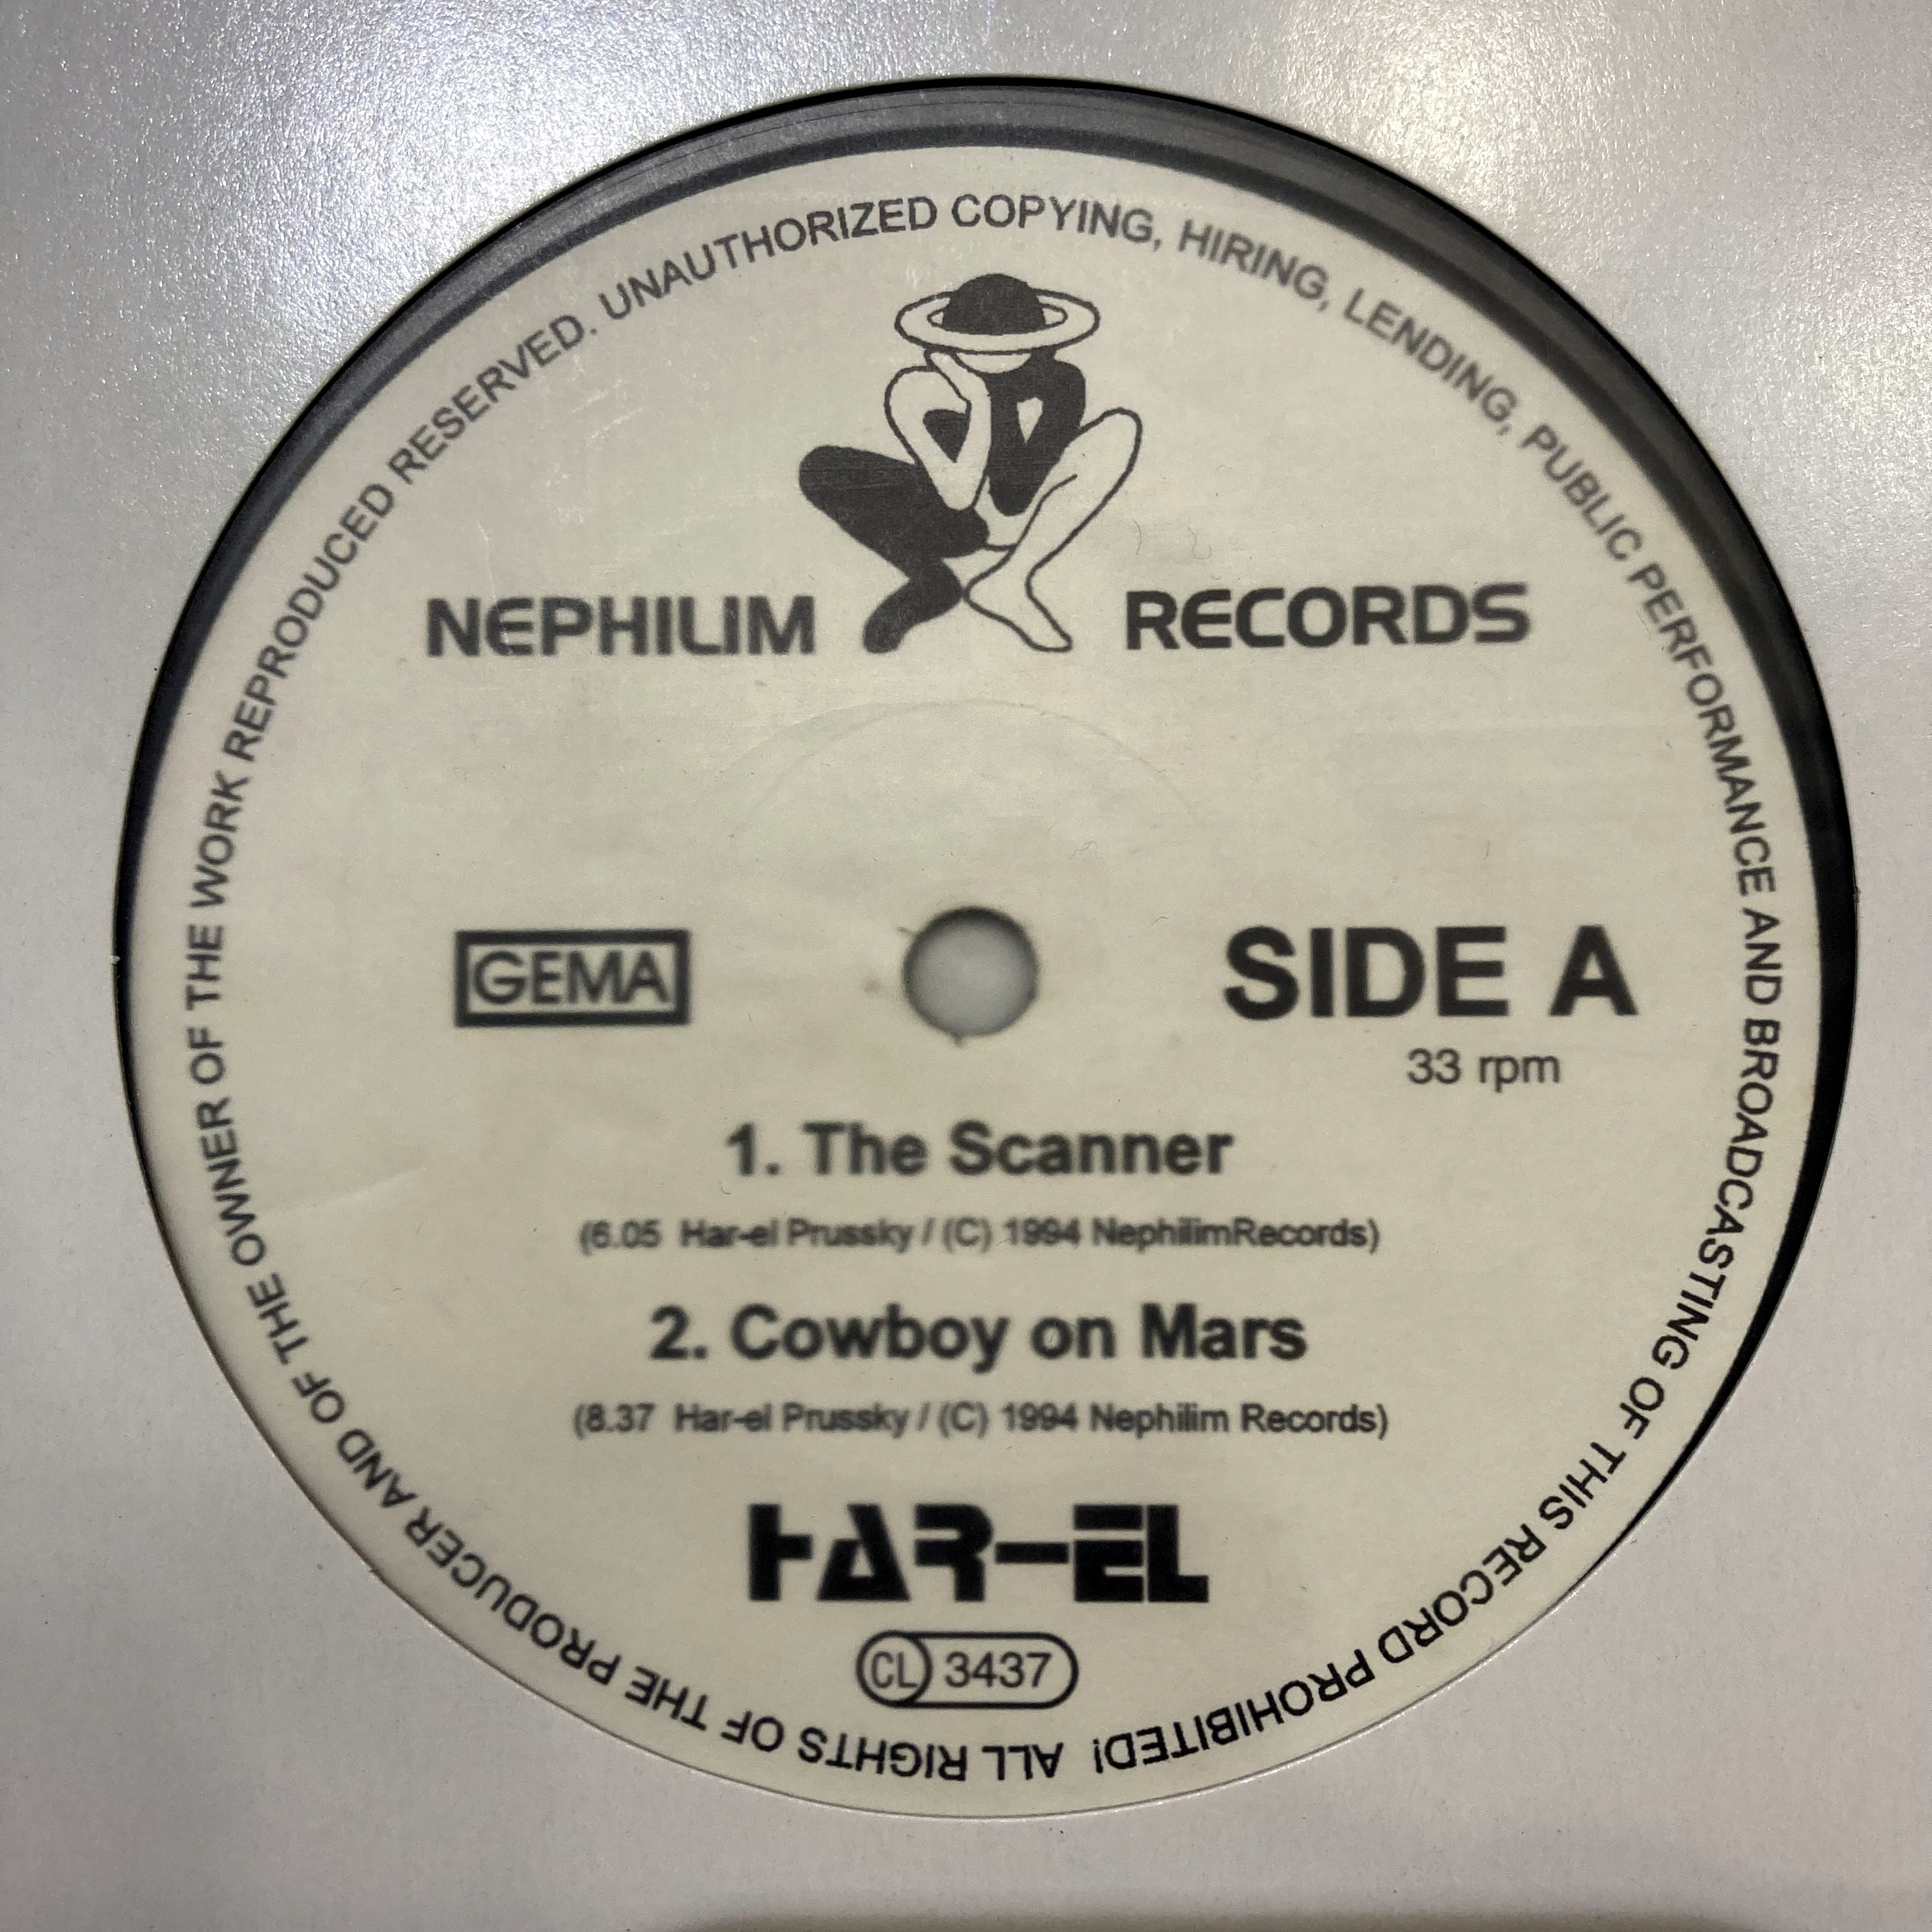 ALL RIGHTS OF THE PRODUCER AND OF THE OWNER OF THE WORK REPRODUCED RESERVED. UNAUTHORIZED COPYING, HIRING, LENDING, PUBLIC PERFORMANCE AND BROADCASTING OF THIS RECORD PROHIBITED!
NEPHILIM RECORDS
GEMA
SIDE A
33 rpm
1. The Scanner
(6.05 Har-el Prussky / (C) 1994 NephilimRecords)
2. Cowboy on Mars
(8.37 Har-el Prussky / (C) 1994 Nephilim Records)
HAR-EL
CL 3437